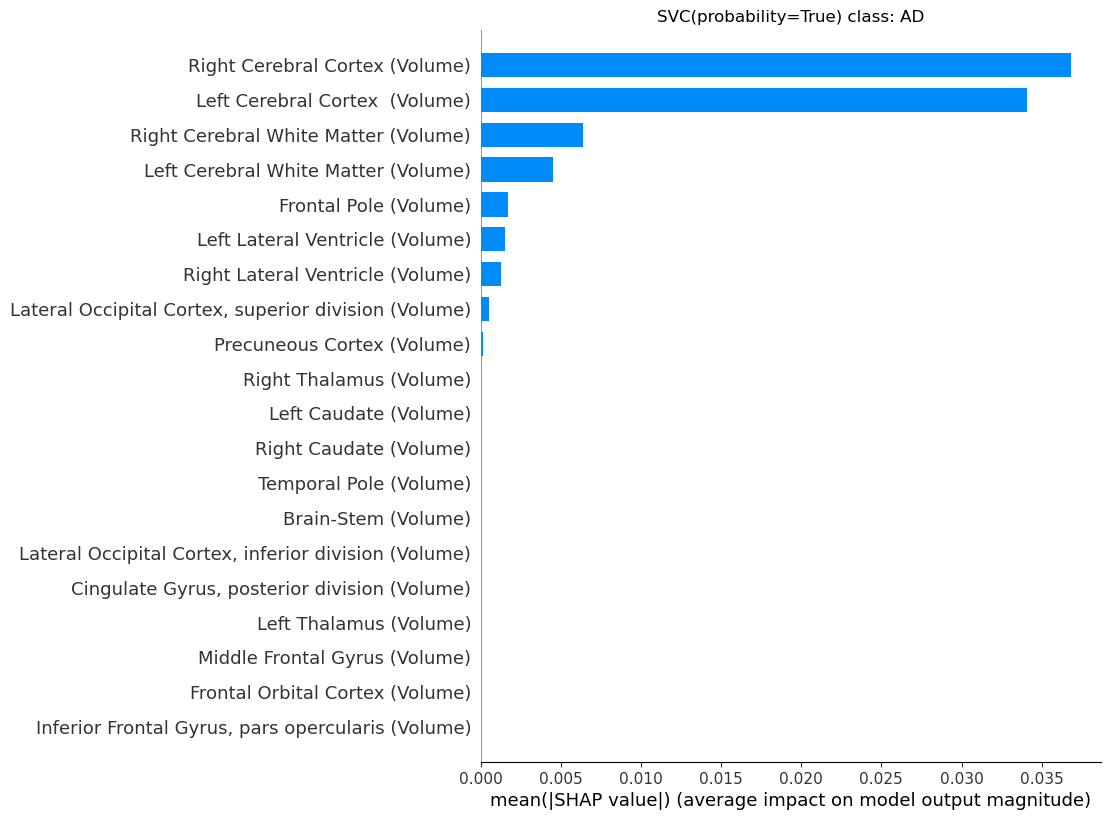 SVC(probability=True) class: AD
Right Cerebral Cortex (Volume)
Left Cerebral Cortex  (Volume)
Right Cerebral White Matter (Volume)
Left Cerebral White Matter (Volume)
Frontal Pole (Volume)
Left Lateral Ventricle (Volume)
Right Lateral Ventricle (Volume)
Lateral Occipital Cortex, superior division (Volume)
Precuneous Cortex (Volume)
Right Thalamus (Volume)
Left Caudate (Volume)
Right Caudate (Volume)
Temporal Pole (Volume)
Brain-Stem (Volume)
Lateral Occipital Cortex, inferior division (Volume)
Cingulate Gyrus, posterior division (Volume)
Left Thalamus (Volume)
Middle Frontal Gyrus (Volume)
Frontal Orbital Cortex (Volume)
Inferior Frontal Gyrus, pars opercularis (Volume)
0.000 0.005 0.010 0.015 0.020 0.025 0.030 0.035
mean(|SHAP value|) (average impact on model output magnitude)